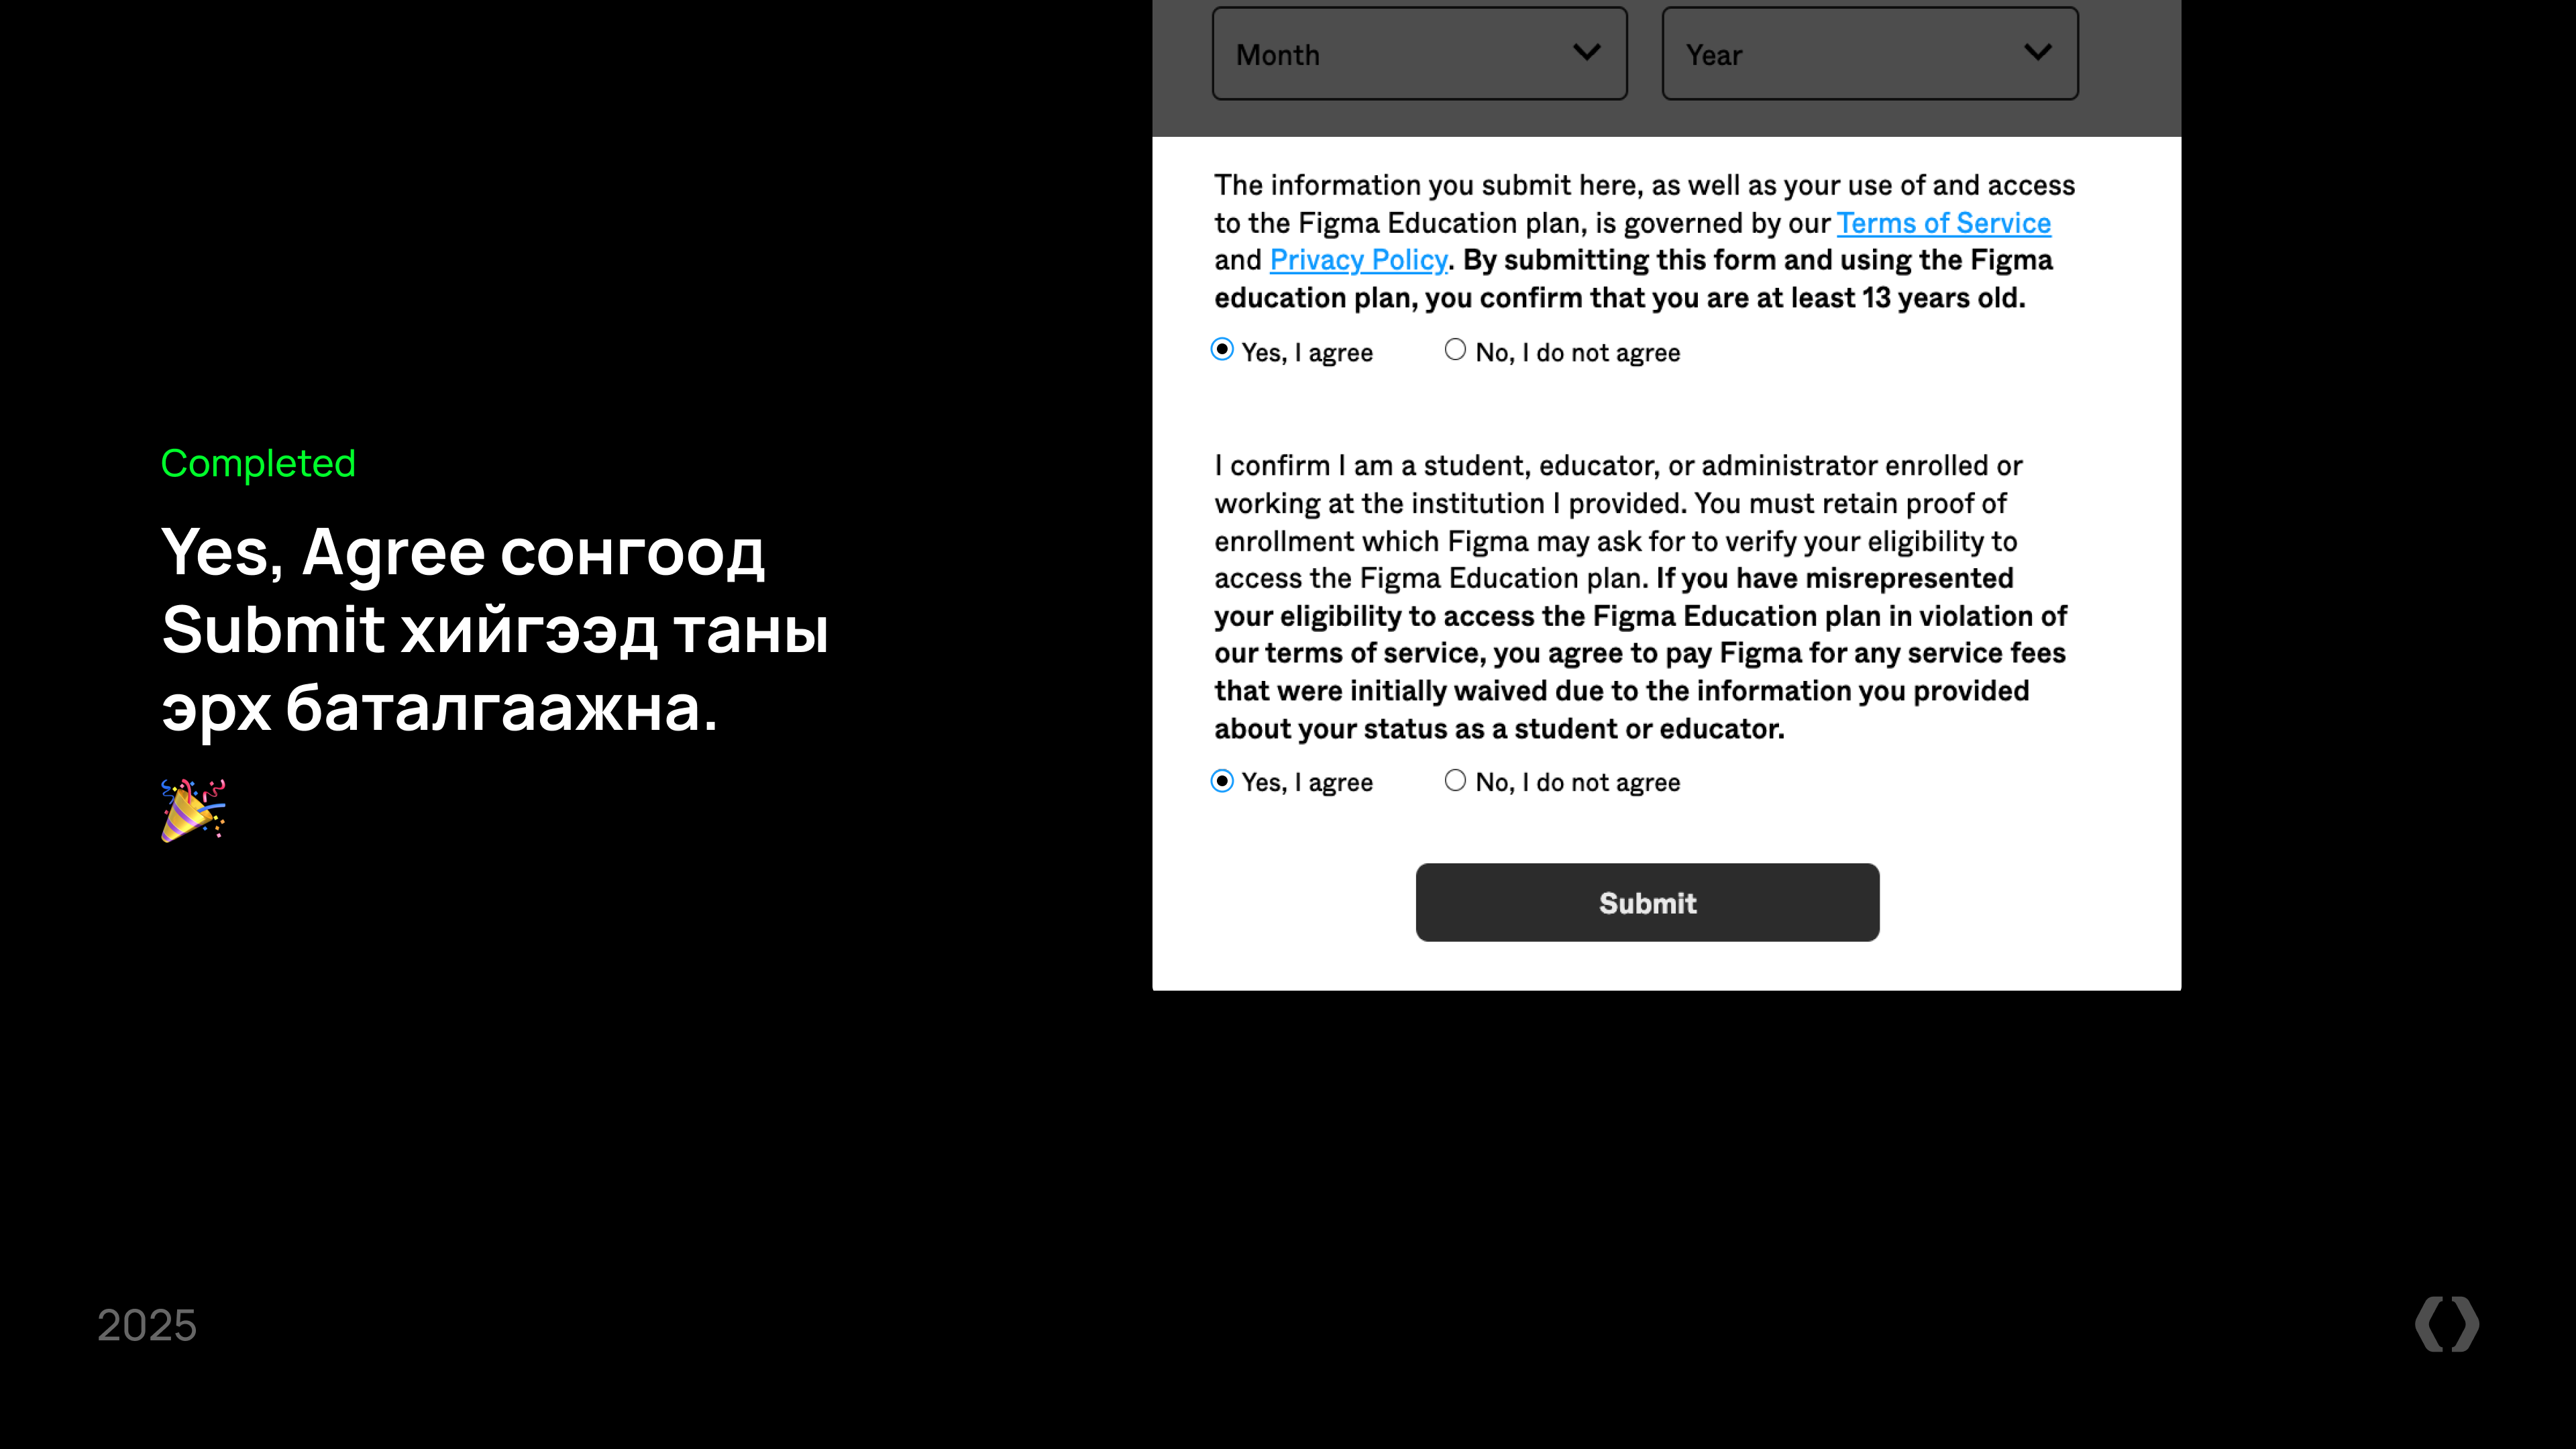 Completed
Yes, Agree сонгоод
Submit хийгээд таны
эрх баталгаажна.
🎉
Month
Year
The information you submit here, as well as your use of and access
to the Figma Education plan, is governed by our Terms of Service
and Privacy Policy. By submitting this form and using the Figma
education plan, you confirm that you are at least 13 years old.
Yes, I agree
No, I do not agree
I confirm I am a student, educator, or administrator enrolled or
working at the institution I provided. You must retain proof of
enrollment which Figma may ask for to verify your eligibility to
access the Figma Education plan. If you have misrepresented
your eligibility to access the Figma Education plan in violation of
our terms of service, you agree to pay Figma for any service fees
that were initially waived due to the information you provided
about your status as a student or educator.
Yes, I agree
No, I do not agree
Submit
2025